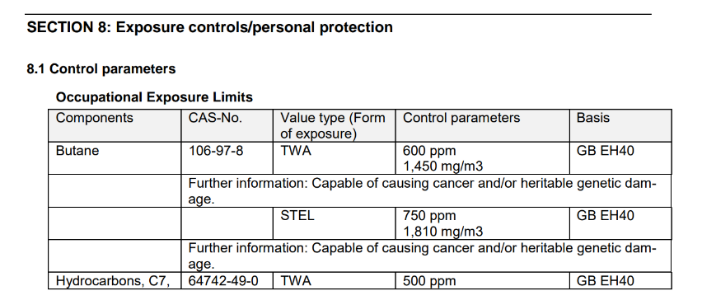 SECTION 8: Exposure controls/personal protection
8.1 Control parameters
Occupational Exposure Limits
Components CAS-No. Value type (Form of exposure) Control parameters Basis
Butane 106-97-8 TWA 600 ppm 1,450 mg/m3 GB EH40
Further information: Capable of causing cancer and/or heritable genetic dam-
age.
STEL 750 ppm 1,810 mg/m3 GB EH40
Further information: Capable of causing cancer and/or heritable genetic dam-
age.
Hydrocarbons, C7, 64742-49-0 TWA 500 ppm GB EH40